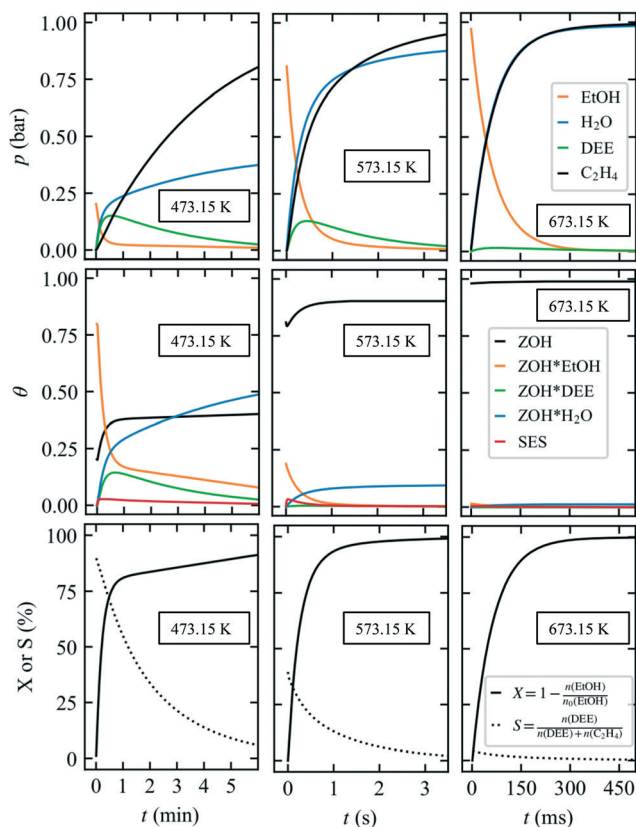 1.00
0.75
0.50
0.25
0.00
p (bar)
473.15 K
573.15 K
EtOH
H₂O
DEE
C₂H₄
673.15 K
1.00
0.75
0.50
0.25
0.00
θ
473.15 K
573.15 K
673.15 K
ZOH
ZOH*EtOH
ZOH*DEE
ZOH*H₂O
SES
100
75
50
25
0
X or S (%)
473.15 K
573.15 K
673.15 K
X = 1 − n(EtOH)/n₀(EtOH)
S = n(DEE)/n(DEE)+n(C₂H₄)
0 1 2 3 4 5
0 1 2 3
0 150 300 450
t (min)
t (s)
t (ms)